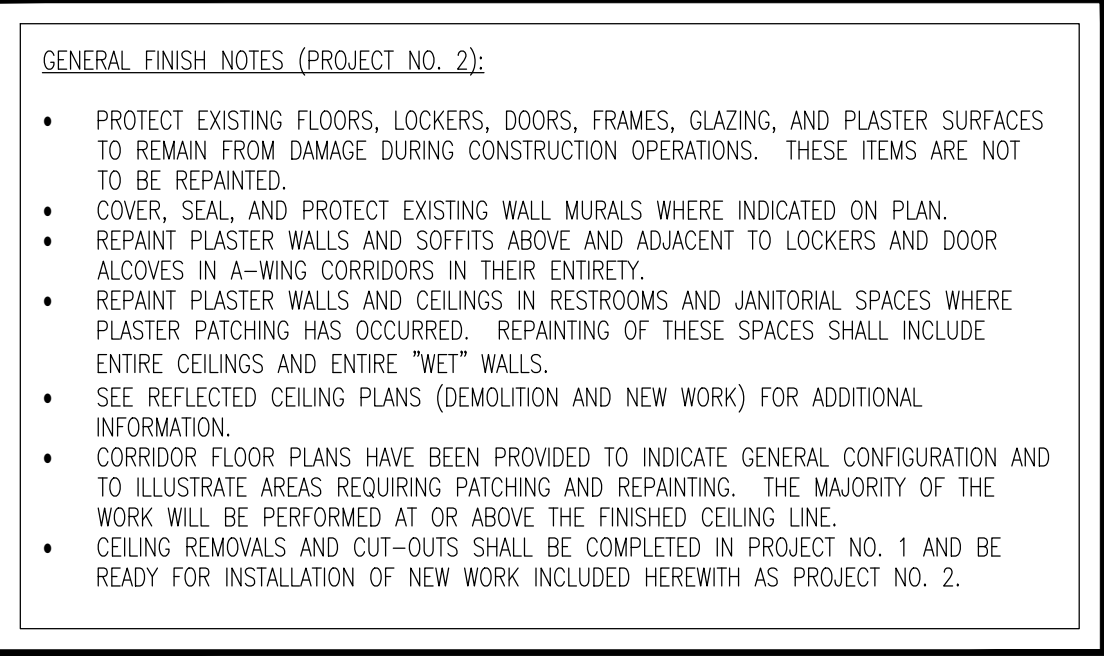 GENERAL FINISH NOTES (PROJECT NO. 2):
• PROTECT EXISTING FLOORS, LOCKERS, DOORS, FRAMES, GLAZING, AND PLASTER SURFACES
TO REMAIN FROM DAMAGE DURING CONSTRUCTION OPERATIONS. THESE ITEMS ARE NOT
TO BE REPAINTED.
• COVER, SEAL, AND PROTECT EXISTING WALL MURALS WHERE INDICATED ON PLAN.
• REPAINT PLASTER WALLS AND SOFFITS ABOVE AND ADJACENT TO LOCKERS AND DOOR
ALCOVES IN A-WING CORRIDORS IN THEIR ENTIRETY.
• REPAINT PLASTER WALLS AND CEILINGS IN RESTROOMS AND JANITORIAL SPACES WHERE
PLASTER PATCHING HAS OCCURRED. REPAINTING OF THESE SPACES SHALL INCLUDE
ENTIRE CEILINGS AND ENTIRE "WET" WALLS.
• SEE REFLECTED CEILING PLANS (DEMOLITION AND NEW WORK) FOR ADDITIONAL
INFORMATION.
• CORRIDOR FLOOR PLANS HAVE BEEN PROVIDED TO INDICATE GENERAL CONFIGURATION AND
TO ILLUSTRATE AREAS REQUIRING PATCHING AND REPAINTING. THE MAJORITY OF THE
WORK WILL BE PERFORMED AT OR ABOVE THE FINISHED CEILING LINE.
• CEILING REMOVALS AND CUT-OUTS SHALL BE COMPLETED IN PROJECT NO. 1 AND BE
READY FOR INSTALLATION OF NEW WORK INCLUDED HEREWITH AS PROJECT NO. 2.